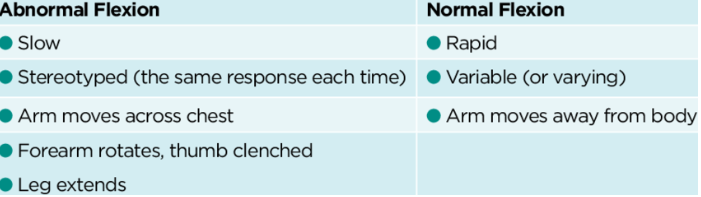 Abnormal Flexion Normal Flexion
● Slow ● Rapid
● Stereotyped (the same response each time) ● Variable (or varying)
● Arm moves across chest ● Arm moves away from body
● Forearm rotates, thumb clenched
● Leg extends